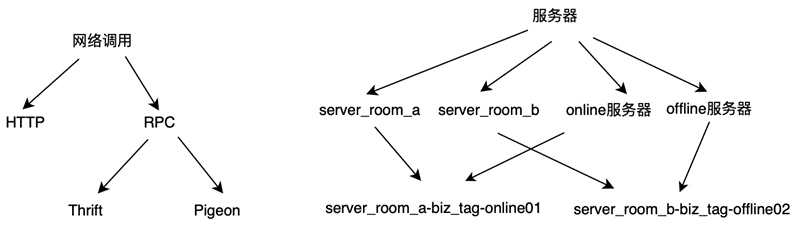 网络调用
HTTP
RPC
Thrift
Pigeon
服务器
server_room_a
server_room_b
online服务器
offline服务器
server_room_a-biz_tag-online01
server_room_b-biz_tag-offline02